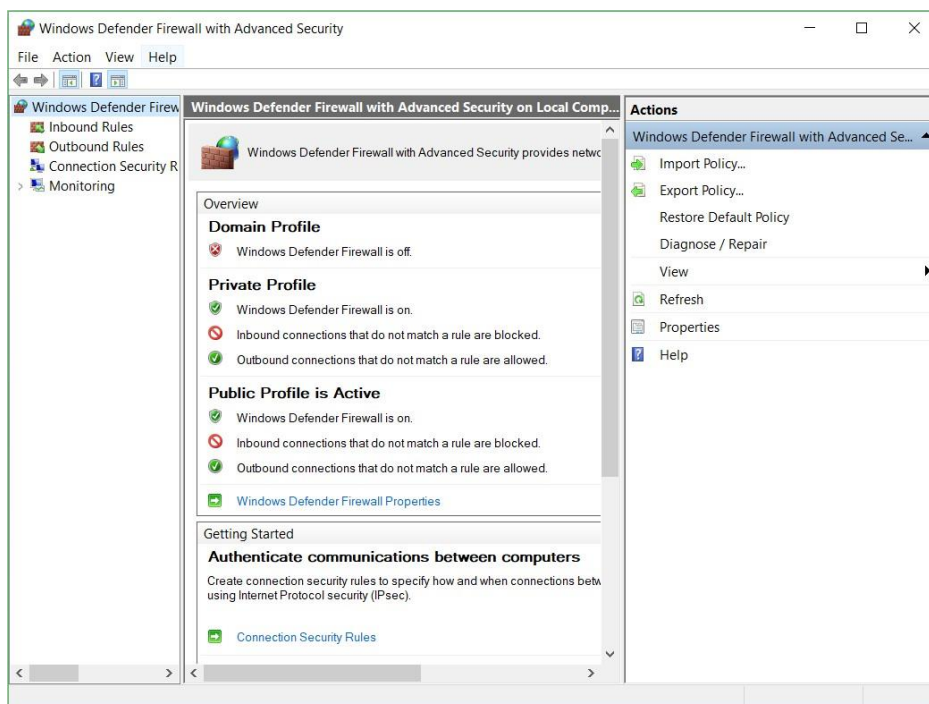 Windows Defender Firewall with Advanced Security
File Action View Help
Windows Defender Firew
Inbound Rules
Outbound Rules
Connection Security R
Monitoring
Windows Defender Firewall with Advanced Security on Local Comp...
Windows Defender Firewall with Advanced Security provides netwo
Overview
Domain Profile
Windows Defender Firewall is off.
Private Profile
Windows Defender Firewall is on.
Inbound connections that do not match a rule are blocked.
Outbound connections that do not match a rule are allowed.
Public Profile is Active
Windows Defender Firewall is on.
Inbound connections that do not match a rule are blocked.
Outbound connections that do not match a rule are allowed.
Windows Defender Firewall Properties
Getting Started
Authenticate communications between computers
Create connection security rules to specify how and when connections betw
using Internet Protocol security (IPsec).
Connection Security Rules
Actions
Windows Defender Firewall with Advanced Se...
Import Policy...
Export Policy...
Restore Default Policy
Diagnose / Repair
View
Refresh
Properties
Help